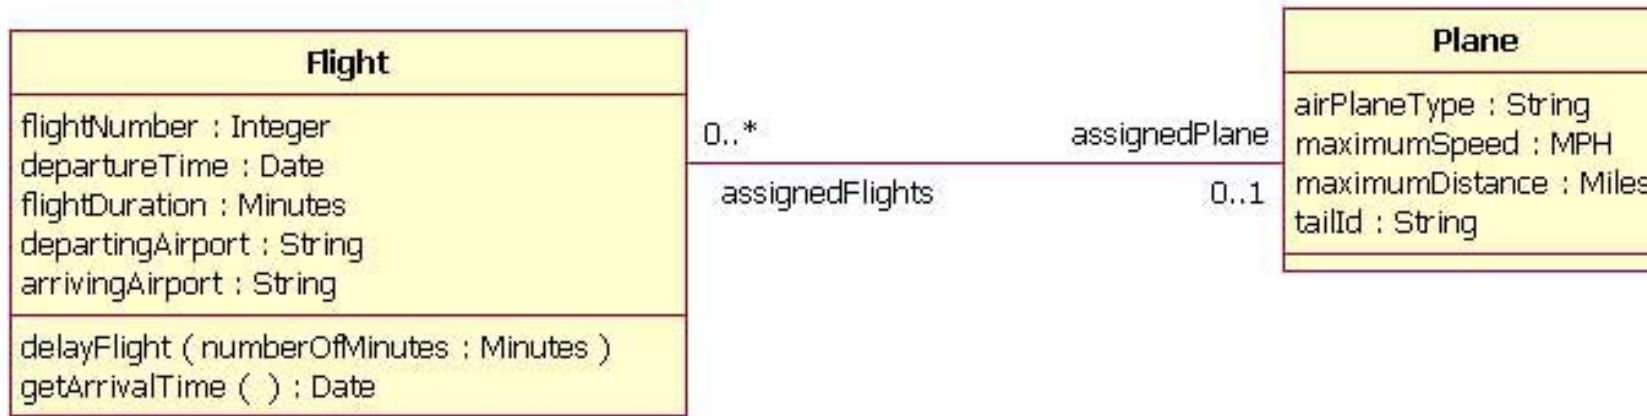 Flight
flightNumber : Integer
departureTime : Date
flightDuration : Minutes
departingAirport : String
arrivingAirport : String
delayFlight ( numberOfMinutes : Minutes )
getArrivalTime ( ) : Date
0..*
assignedFlights
assignedPlane
0..1
Plane
airPlaneType : String
maximumSpeed : MPH
maximumDistance : Miles
tailId : String